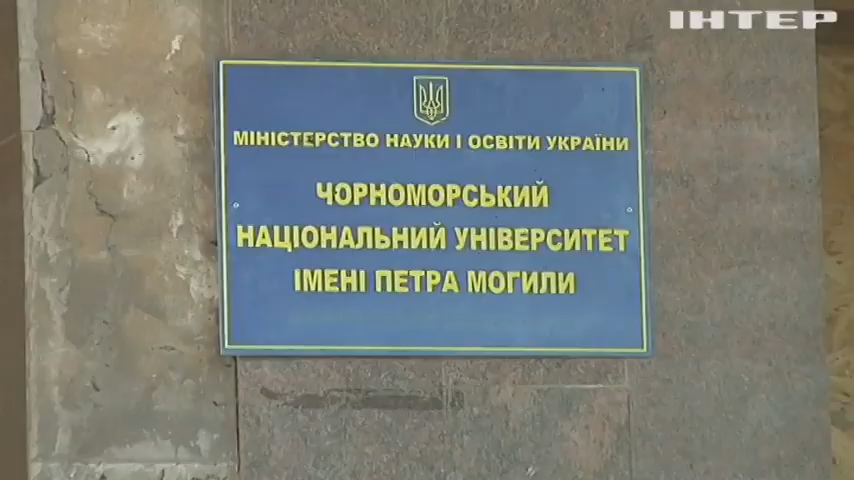 ІНТЕР
МІНІСТЕРСТВО НАУКИ І ОСВІТИ УКРАЇНИ
ЧОРНОМОРСЬКИЙ
НАЦІОНАЛЬНИЙ УНІВЕРСИТЕТ
ІМЕНІ ПЕТРА МОГИЛИ